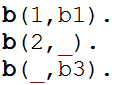 b(1,b1).
b(2,_).
b(_,b3).